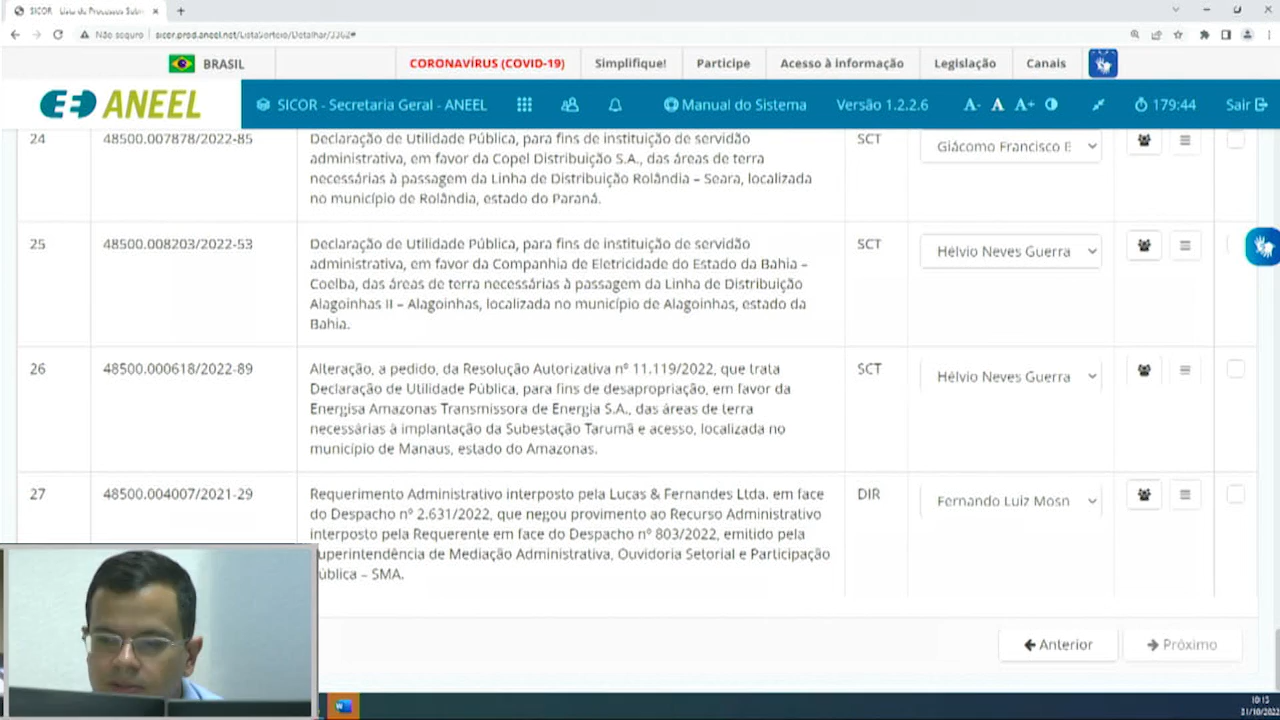 SICOR - Lista de Processos Subm
Não seguro
sicor.prod.aneel.net/ListaSorteio/Detalhar/3362#
BRASIL
CORONAVÍRUS (COVID-19)
Simplifique!
Participe
Acesso à informação
Legislação
Canais
ANEEL
SICOR - Secretaria Geral - ANEEL
Manual do Sistema
Versão 1.2.2.6
A- A A+
179:44
Sair
24 48500.007878/2022-85 Declaração de Utilidade Pública, para fins de instituição de servidão SCT Giácomo Francisco B
administrativa, em favor da Copel Distribuição S.A., das áreas de terra
necessárias à passagem da Linha de Distribuição Rolândia – Seara, localizada
no município de Rolândia, estado do Paraná.
25 48500.008203/2022-53 Declaração de Utilidade Pública, para fins de instituição de servidão SCT Hélvio Neves Guerra
administrativa, em favor da Companhia de Eletricidade do Estado da Bahia –
Coelba, das áreas de terra necessárias à passagem da Linha de Distribuição
Alagoinhas II – Alagoinhas, localizada no município de Alagoinhas, estado da
Bahia.
26 48500.000618/2022-89 Alteração, a pedido, da Resolução Autorizativa nº 11.119/2022, que trata SCT Hélvio Neves Guerra
Declaração de Utilidade Pública, para fins de desapropriação, em favor da
Energisa Amazonas Transmissora de Energia S.A., das áreas de terra
necessárias à implantação da Subestação Tarumã e acesso, localizada no
município de Manaus, estado do Amazonas.
27 48500.004007/2021-29 Requerimento Administrativo interposto pela Lucas & Fernandes Ltda. em face DIR Fernando Luiz Mosn
do Despacho nº 2.631/2022, que negou provimento ao Recurso Administrativo
interposto pela Requerente em face do Despacho nº 803/2022, emitido pela
uperintendência de Mediação Administrativa, Ouvidoria Setorial e Participação
ública – SMA.
Anterior
Próximo
10:15
31/10/2022